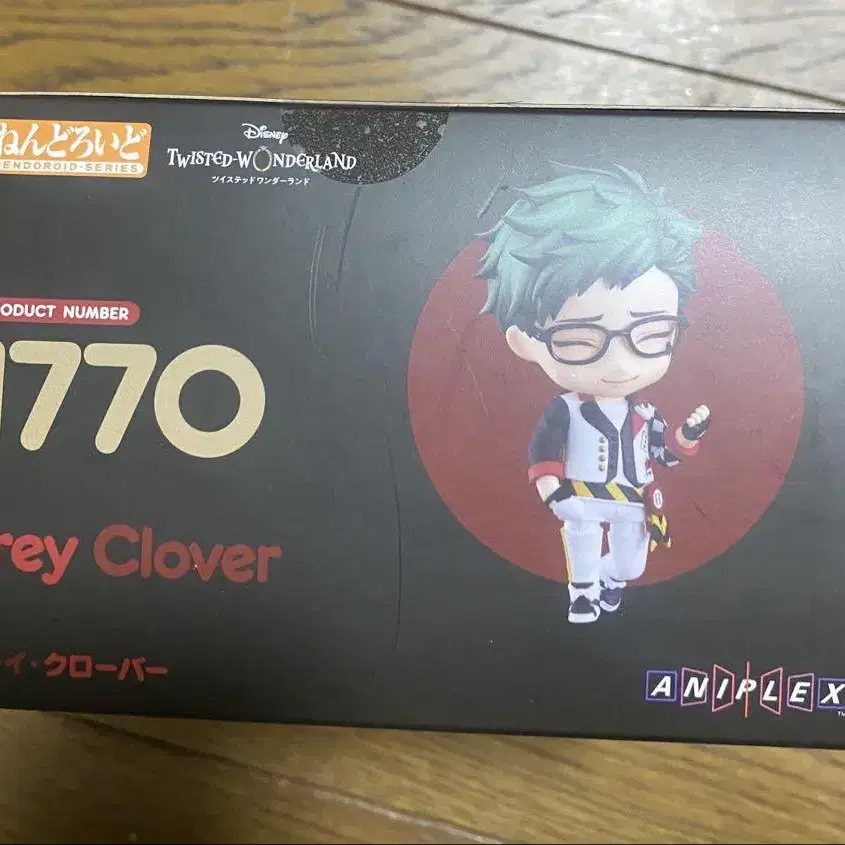 ねんどろいど
ENDOROID-SERIES
Disney
TWISTED-WONDERLAND
ツイステッドワンダーランド
ODUCT NUMBER
1770
rey Clover
イ・クローバー
ANIPLEX
TM